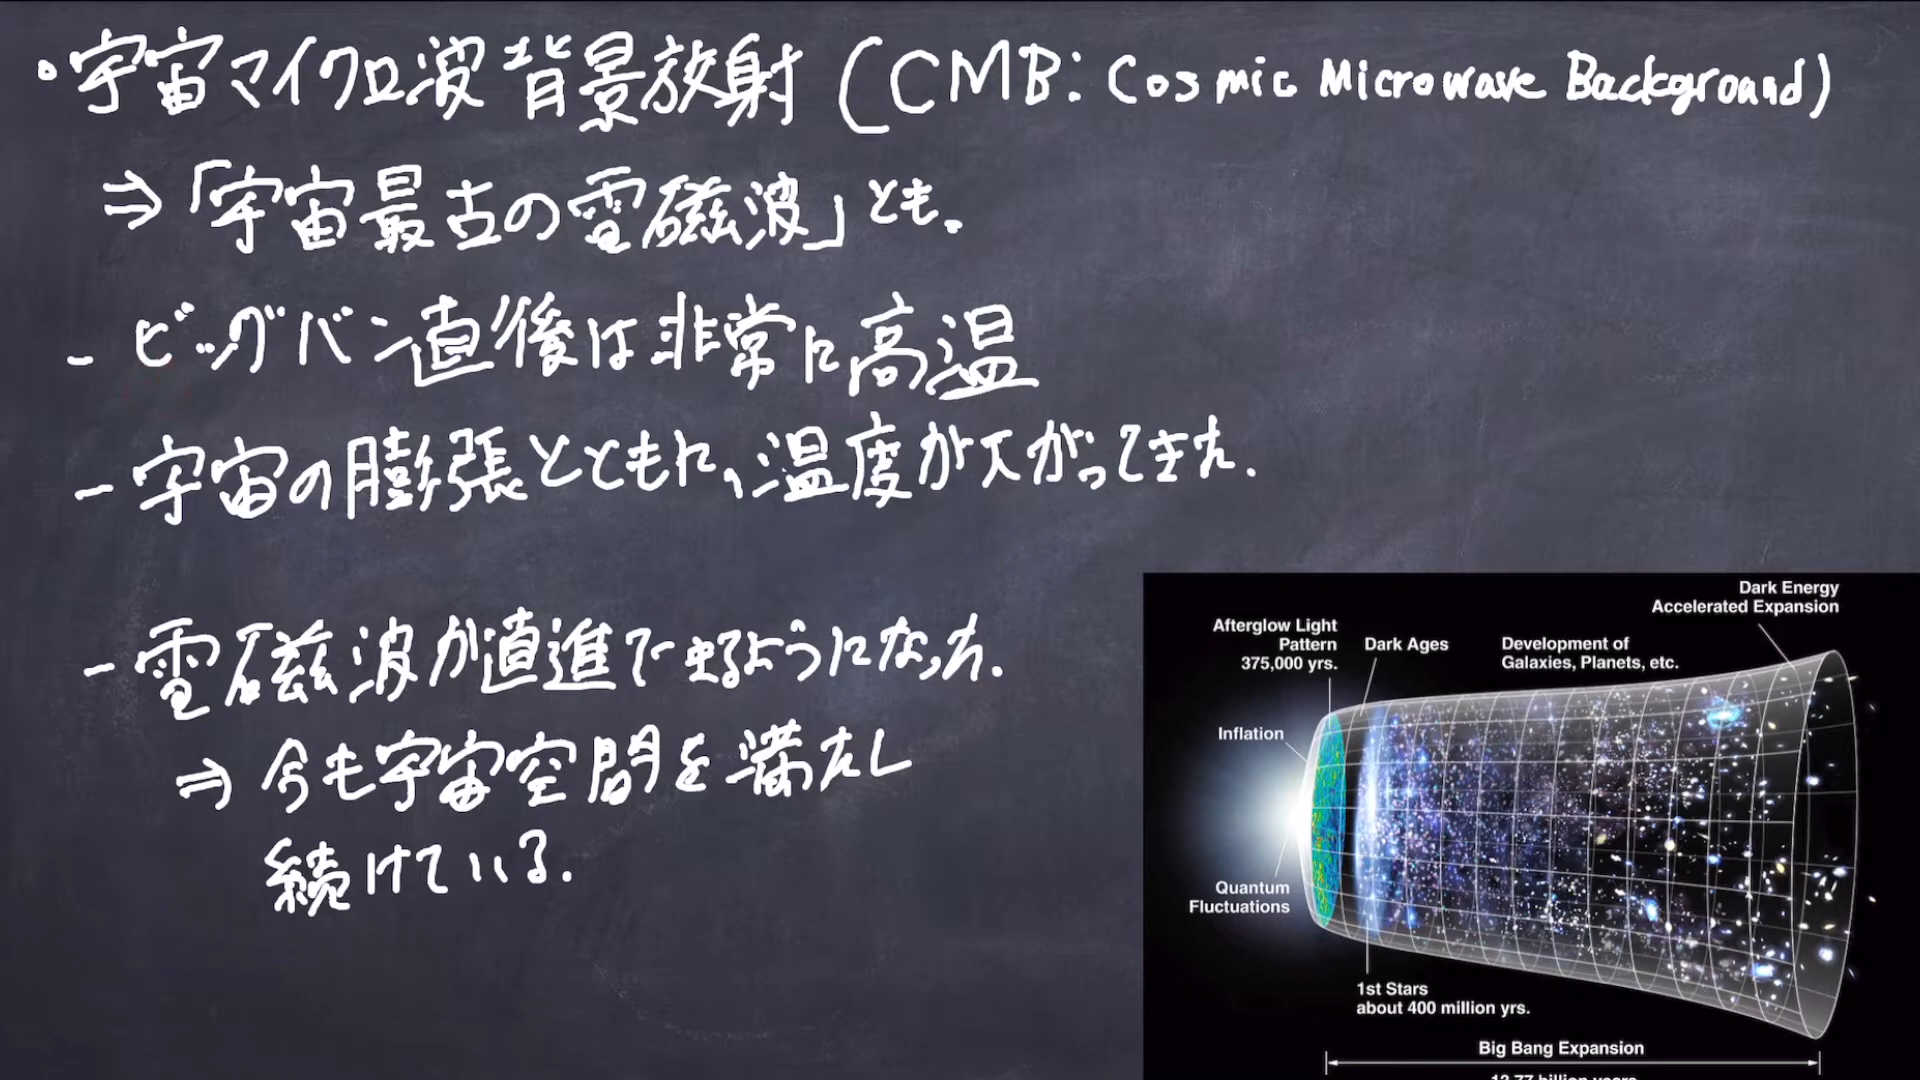 ・宇宙マイクロ波背景放射 (CMB: Cosmic Microwave Background)
⇒「宇宙最古の電磁波」とも.
- ビッグバン直後は非常に高温
- 宇宙の膨張とともに、温度が下がってきた.
- 電磁波が直進できるようになった.
⇒ 今も宇宙空間を満たし
続けている.
Dark Energy
Accelerated Expansion
Afterglow Light
Pattern
375,000 yrs.
Dark Ages
Development of
Galaxies, Planets, etc.
Inflation
Quantum
Fluctuations
1st Stars
about 400 million yrs.
Big Bang Expansion
13.77 billion years